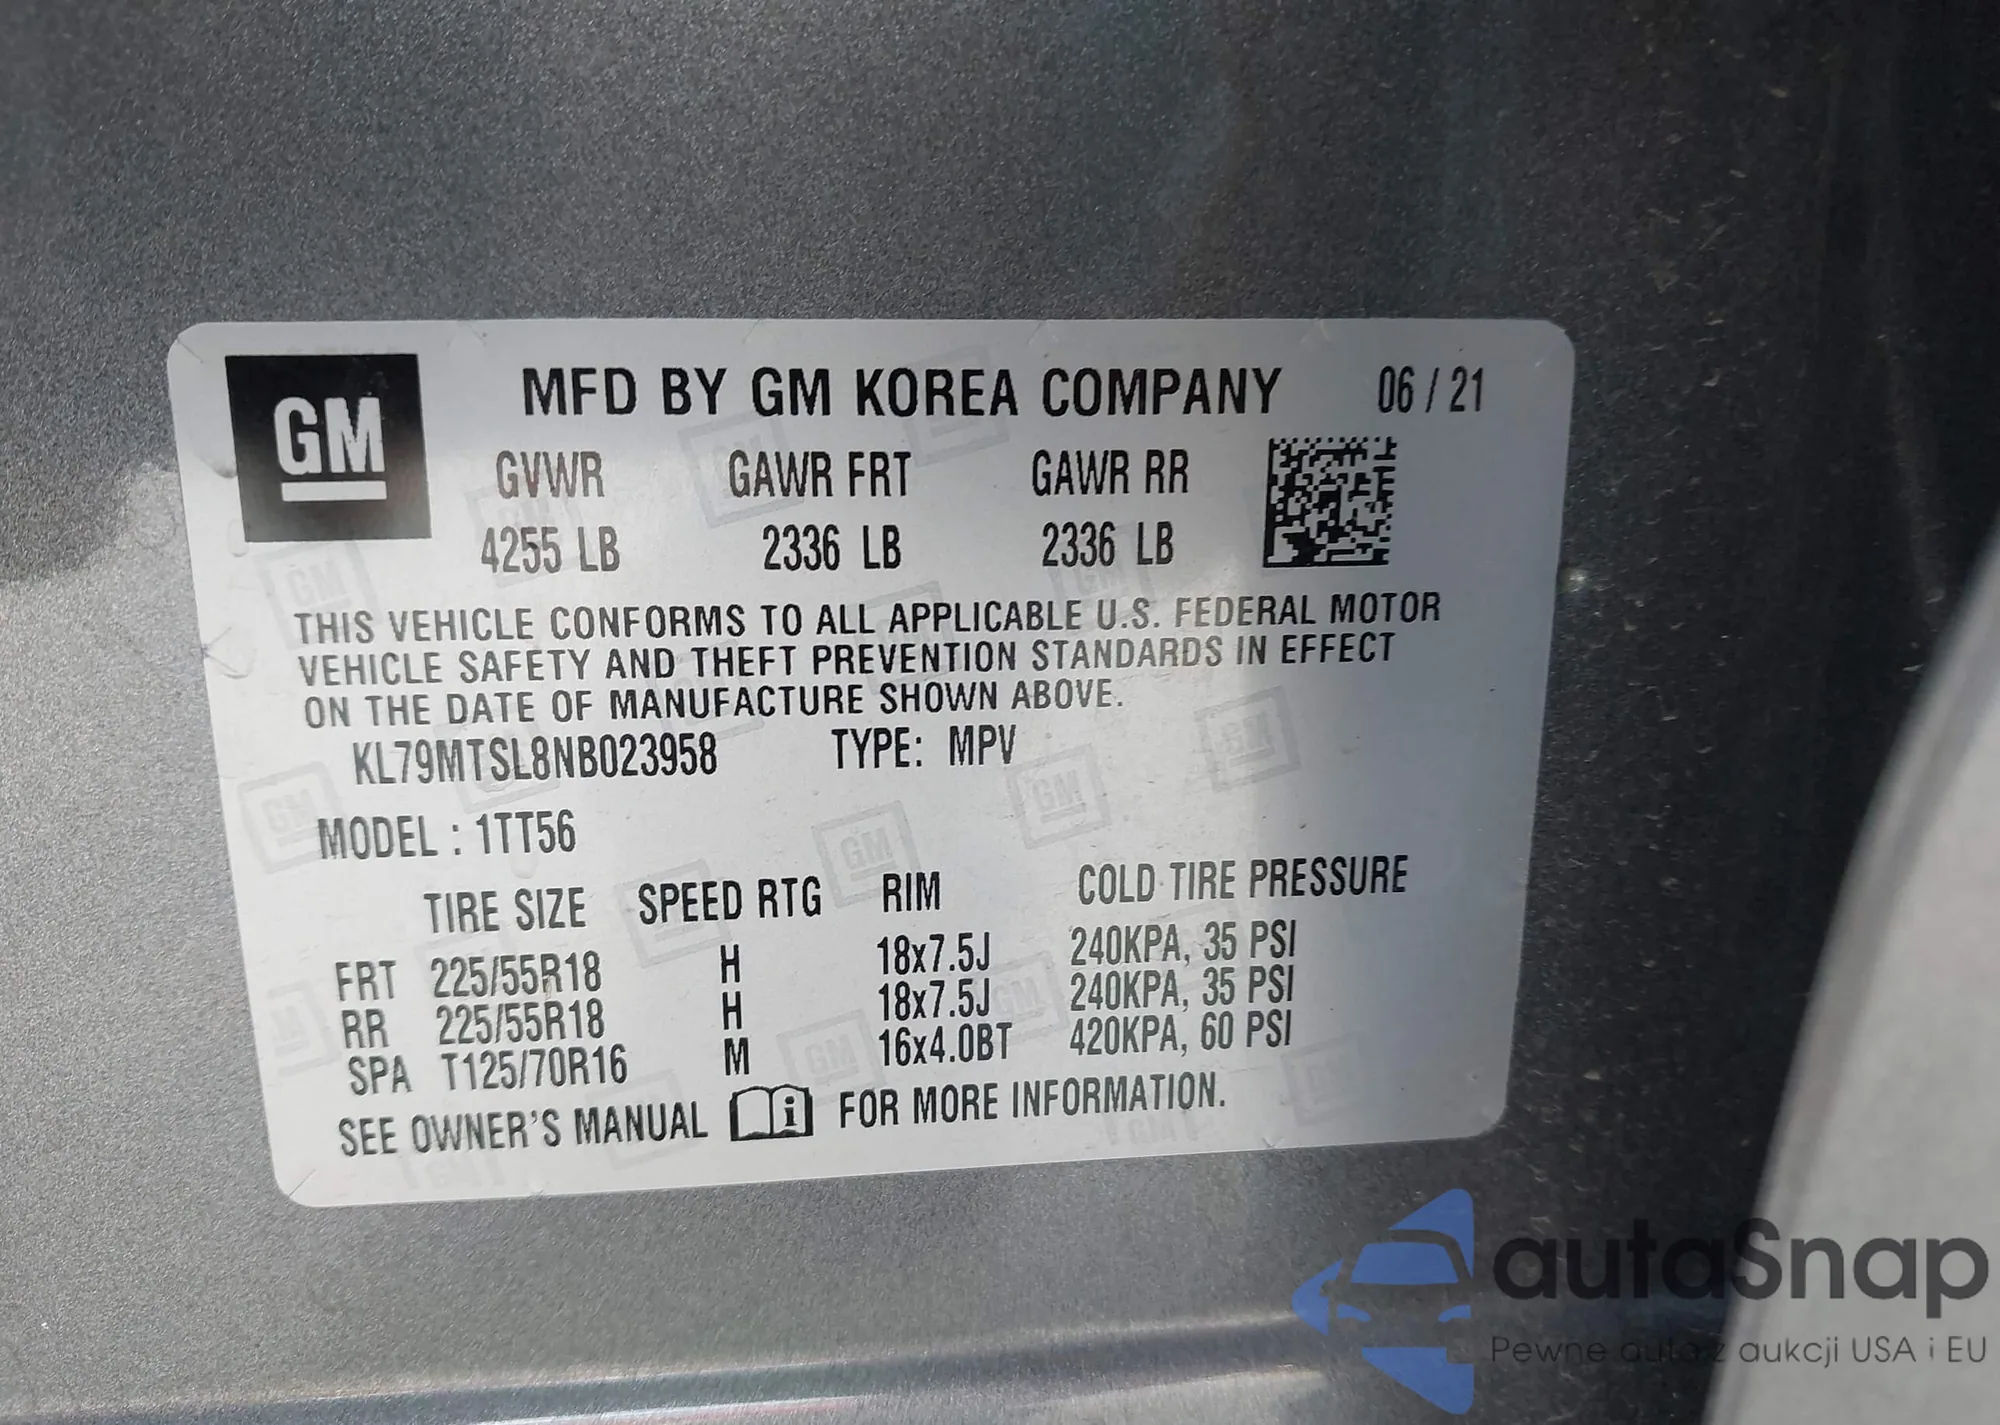 GM
MFD BY GM KOREA COMPANY 06 / 21
GVWR GAWR FRT GAWR RR
4255 LB 2336 LB 2336 LB
THIS VEHICLE CONFORMS TO ALL APPLICABLE U.S. FEDERAL MOTOR
VEHICLE SAFETY AND THEFT PREVENTION STANDARDS IN EFFECT
ON THE DATE OF MANUFACTURE SHOWN ABOVE.
KL79MTSL8NB023958 TYPE: MPV
MODEL : 1TT56
TIRE SIZE SPEED RTG RIM COLD TIRE PRESSURE
FRT 225/55R18 H 18x7.5J 240KPA, 35 PSI
RR 225/55R18 H 18x7.5J 240KPA, 35 PSI
SPA T125/70R16 M 16x4.0BT 420KPA, 60 PSI
SEE OWNER'S MANUAL i FOR MORE INFORMATION.
autaSnap
Pewne auta z aukcji USA i EU